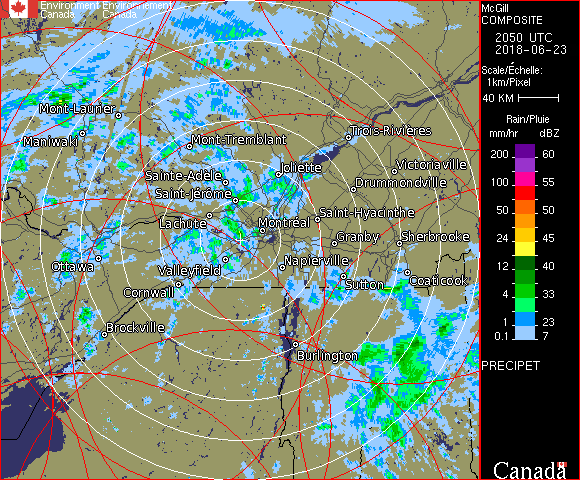 Environment Environnement
Canada Canada
McGill
COMPOSITE
2050 UTC
2018-06-23
Scale/Échelle:
1km/Pixel
40 KM
Rain/Pluie
mm/hr dBZ
200 60
100 55
50 50
24 45
12 40
8 39
4 33
1 23
0.1 7
PRECIPET
Canada
Mont-Laurier
Maniwaki
Mont-Tremblant
Trois-Rivières
Sainte-Adèle
Joliette
Victoriaville
Saint-Jérôme
Drummondville
Lachute
Montréal
Saint-Hyacinthe
Granby
Sherbrooke
Ottawa
Valleyfield
Napierville
Cornwall
Sutton
Coaticook
Brockville
Burlington